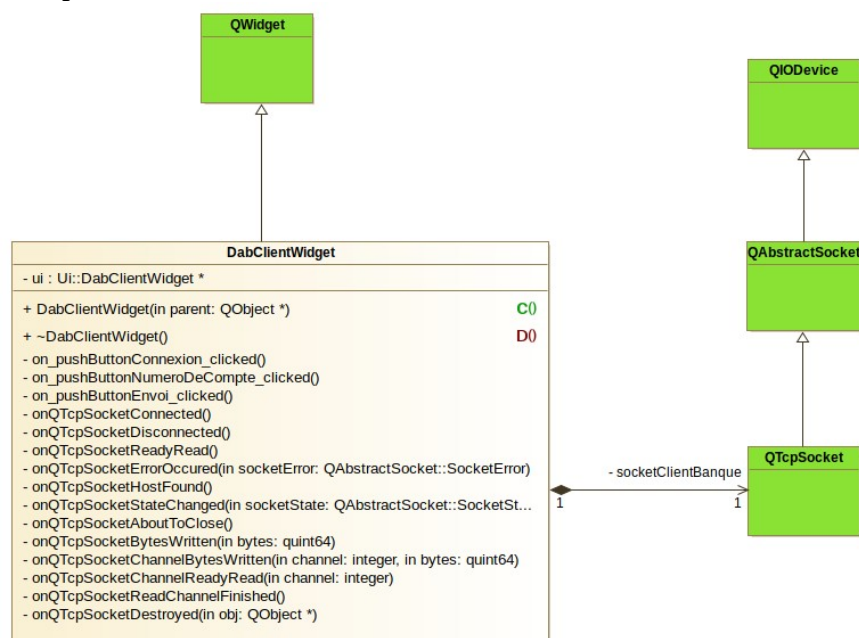 QWidget
QIODevice
DabClientWidget
- ui : Ui::DabClientWidget *
+ DabClientWidget(in parent: QObject *) C()
+ ~DabClientWidget() D()
- on_pushButtonConnexion_clicked()
- on_pushButtonNumeroDeCompte_clicked()
- on_pushButtonEnvoi_clicked()
- onQTcpSocketConnected()
- onQTcpSocketDisconnected()
- onQTcpSocketReadyRead()
- onQTcpSocketErrorOccured(in socketError: QAbstractSocket::SocketError)
- onQTcpSocketHostFound()
- onQTcpSocketStateChanged(in socketState: QAbstractSocket::SocketSt...
- onQTcpSocketAboutToClose()
- onQTcpSocketBytesWritten(in bytes: quint64)
- onQTcpSocketChannelBytesWritten(in channel: integer, in bytes: quint64)
- onQTcpSocketChannelReadyRead(in channel: integer)
- onQTcpSocketReadChannelFinished()
- onQTcpSocketDestroyed(in obj: QObject *)
- socketClientBanque
1 1
QAbstractSocket
QTcpSocket